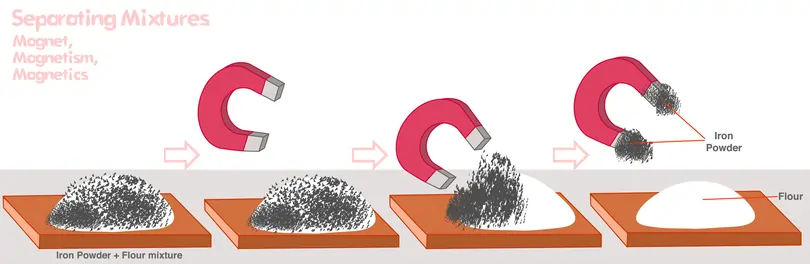 Separating Mixtures
Magnet,
Magnetism,
Magnetics
Iron
Powder
Flour
Iron Powder + Flour mixture